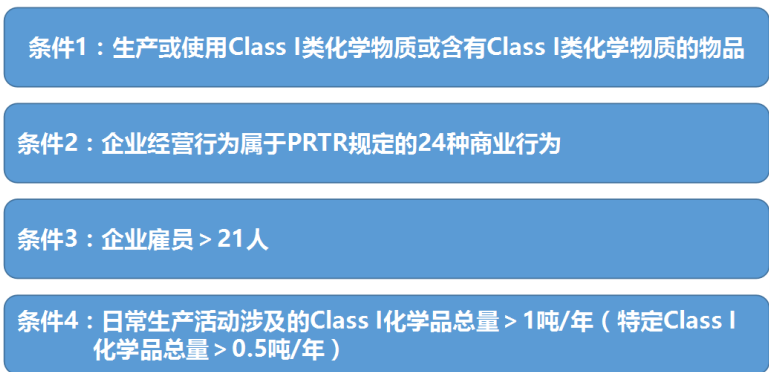 条件1：生产或使用Class I类化学物质或含有Class I类化学物质的物品
条件2：企业经营行为属于PRTR规定的24种商业行为
条件3：企业雇员＞21人
条件4：日常生产活动涉及的Class I化学品总量＞1吨/年（特定Class I
化学品总量＞0.5吨/年）